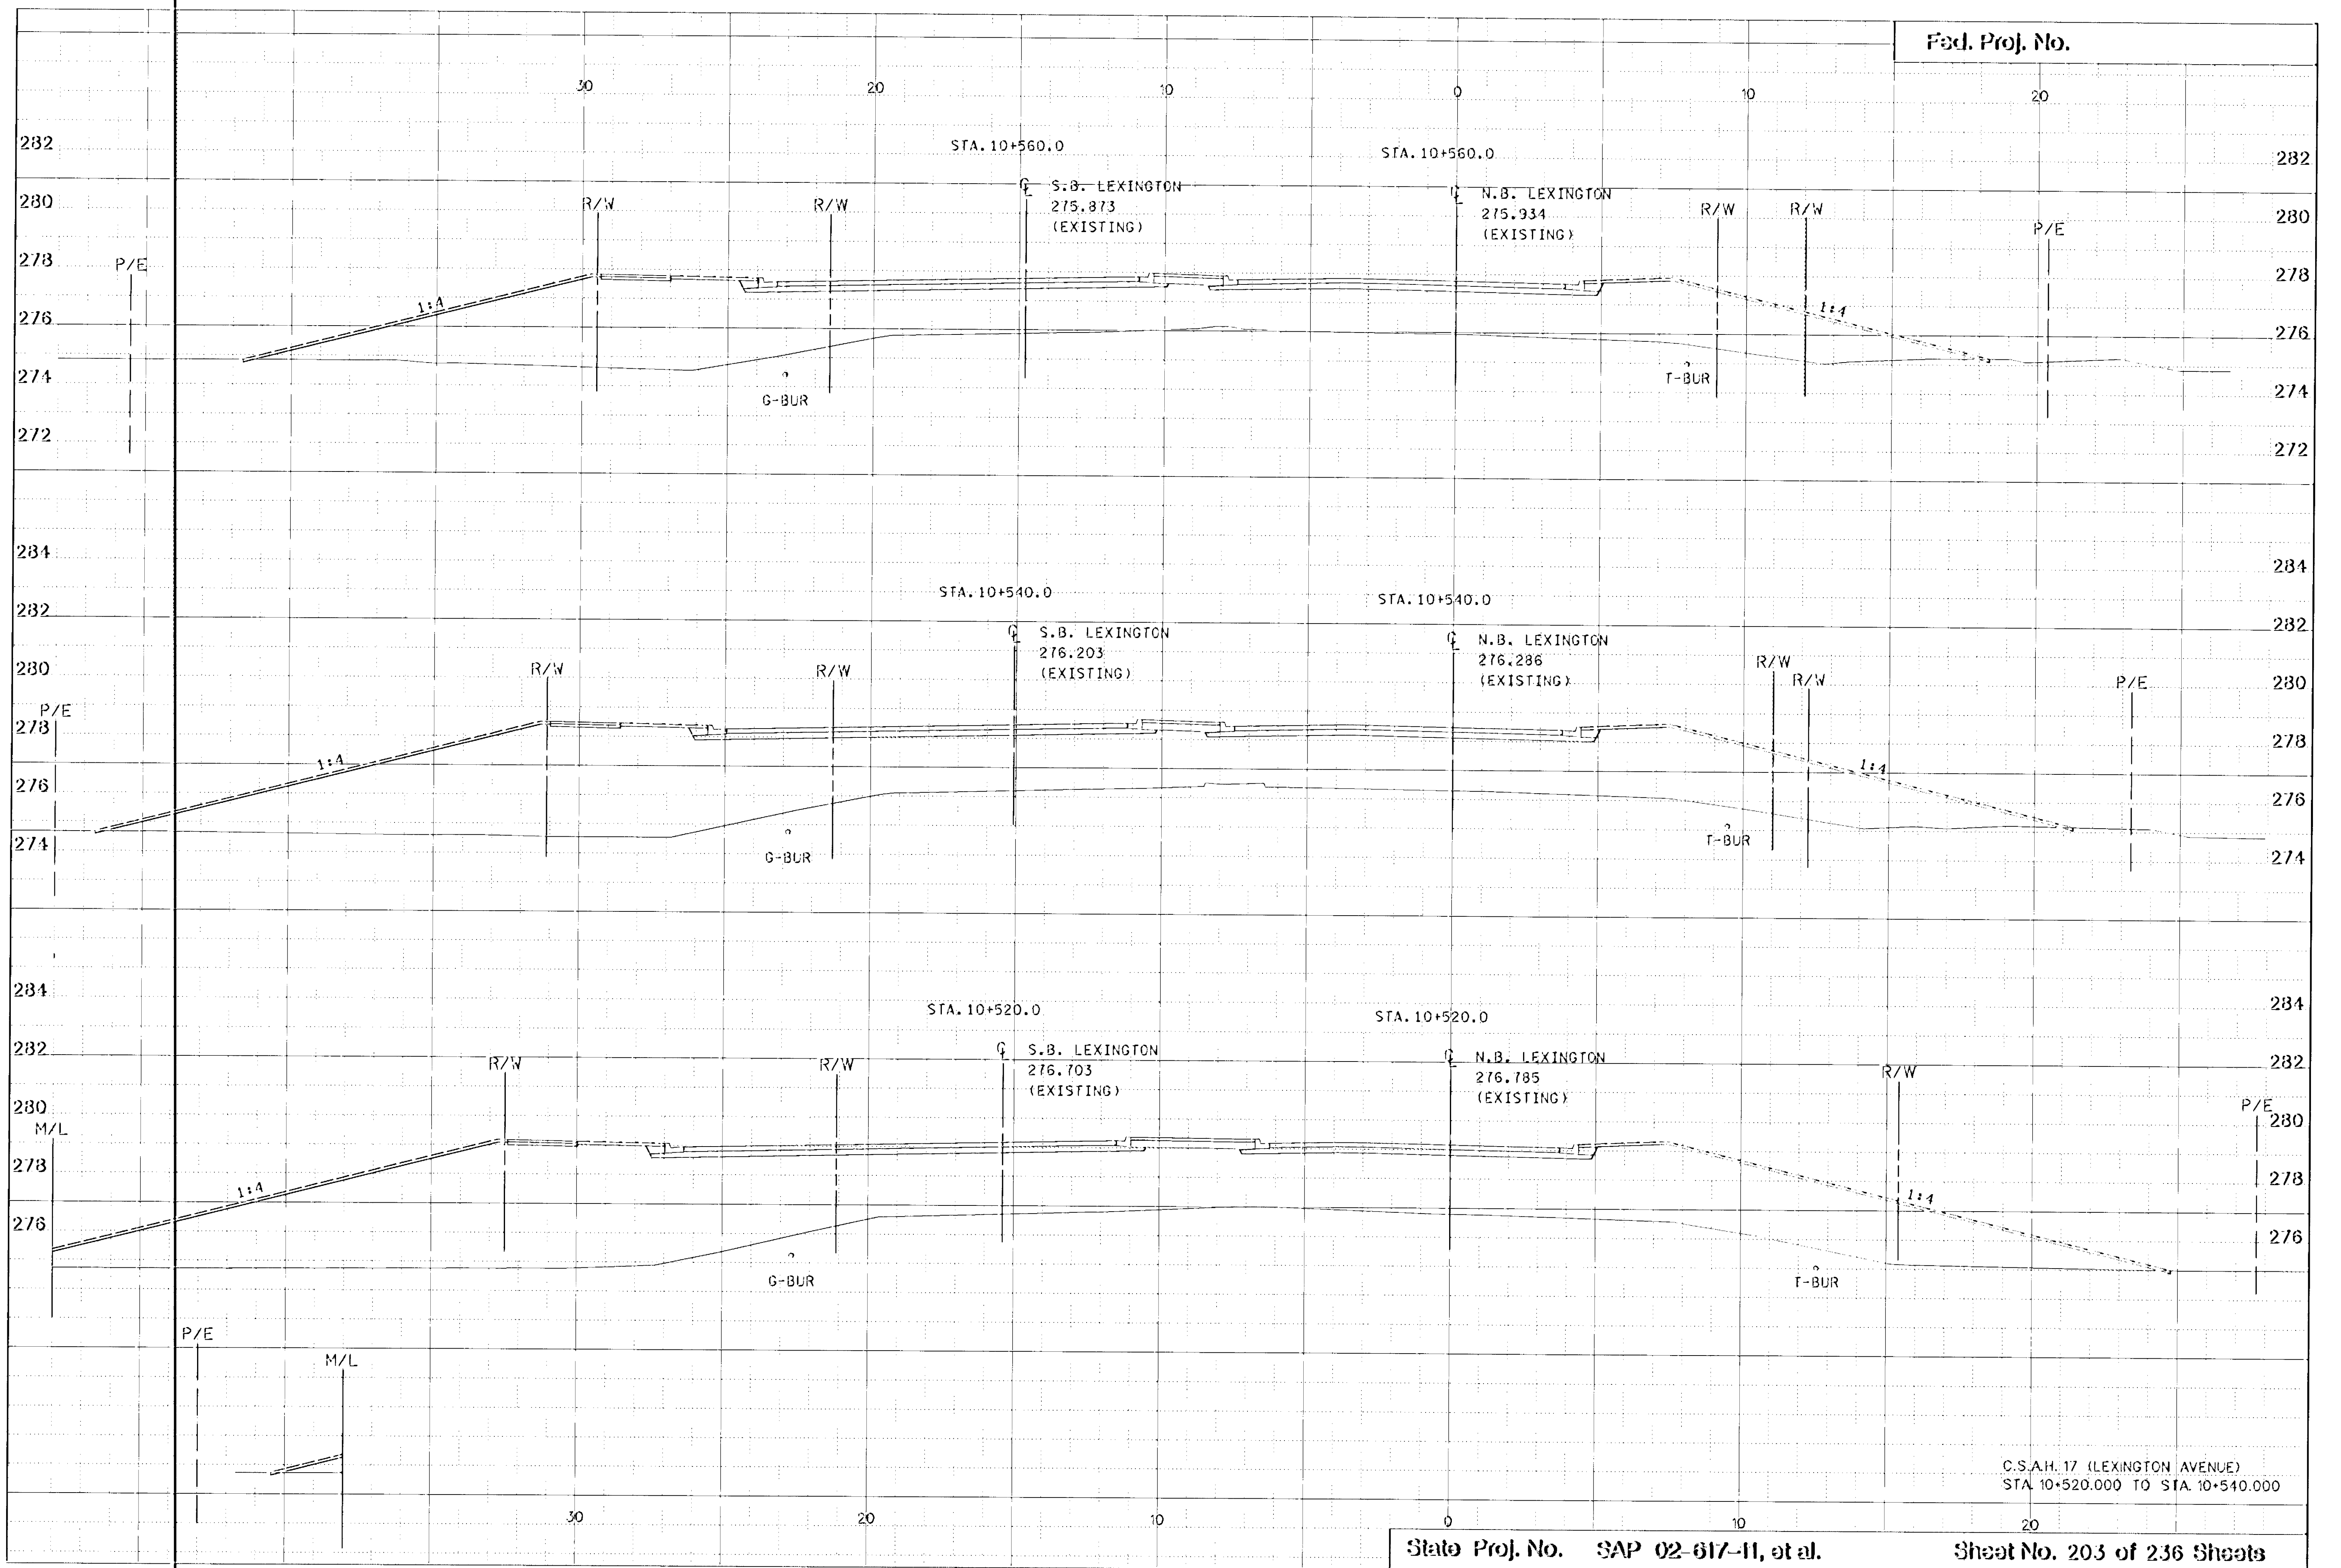 Fed. Proj. No.
30 20 10 0 10 20
STA. 10+560.0 STA. 10+560.0
282 282
S.B. LEXINGTON
275.873
(EXISTING)
N.B. LEXINGTON
275.934
(EXISTING)
280 R/W R/W R/W R/W 280
P/E P/E
278 278
1:4 1:4
276 276
274 G-BUR T-BUR 274
272 272
284 284
STA. 10+540.0 STA. 10+540.0
282 282
S.B. LEXINGTON
276.203
(EXISTING)
N.B. LEXINGTON
276.286
(EXISTING)
280 R/W R/W R/W R/W 280
P/E P/E
278 278
1:4 1:4
276 276
274 G-BUR T-BUR 274
284 284
STA. 10+520.0 STA. 10+520.0
282 282
S.B. LEXINGTON
276.703
(EXISTING)
N.B. LEXINGTON
276.785
(EXISTING)
R/W R/W R/W
280 P/E 280
M/L
278 278
1:4 1:4
276 276
G-BUR T-BUR
P/E
M/L
C.S.A.H. 17 (LEXINGTON AVENUE)
STA. 10+520.000 TO STA. 10+540.000
30 20 10 0 10 20
State Proj. No. SAP 02-617-11, et al. Sheet No. 203 of 236 Sheets